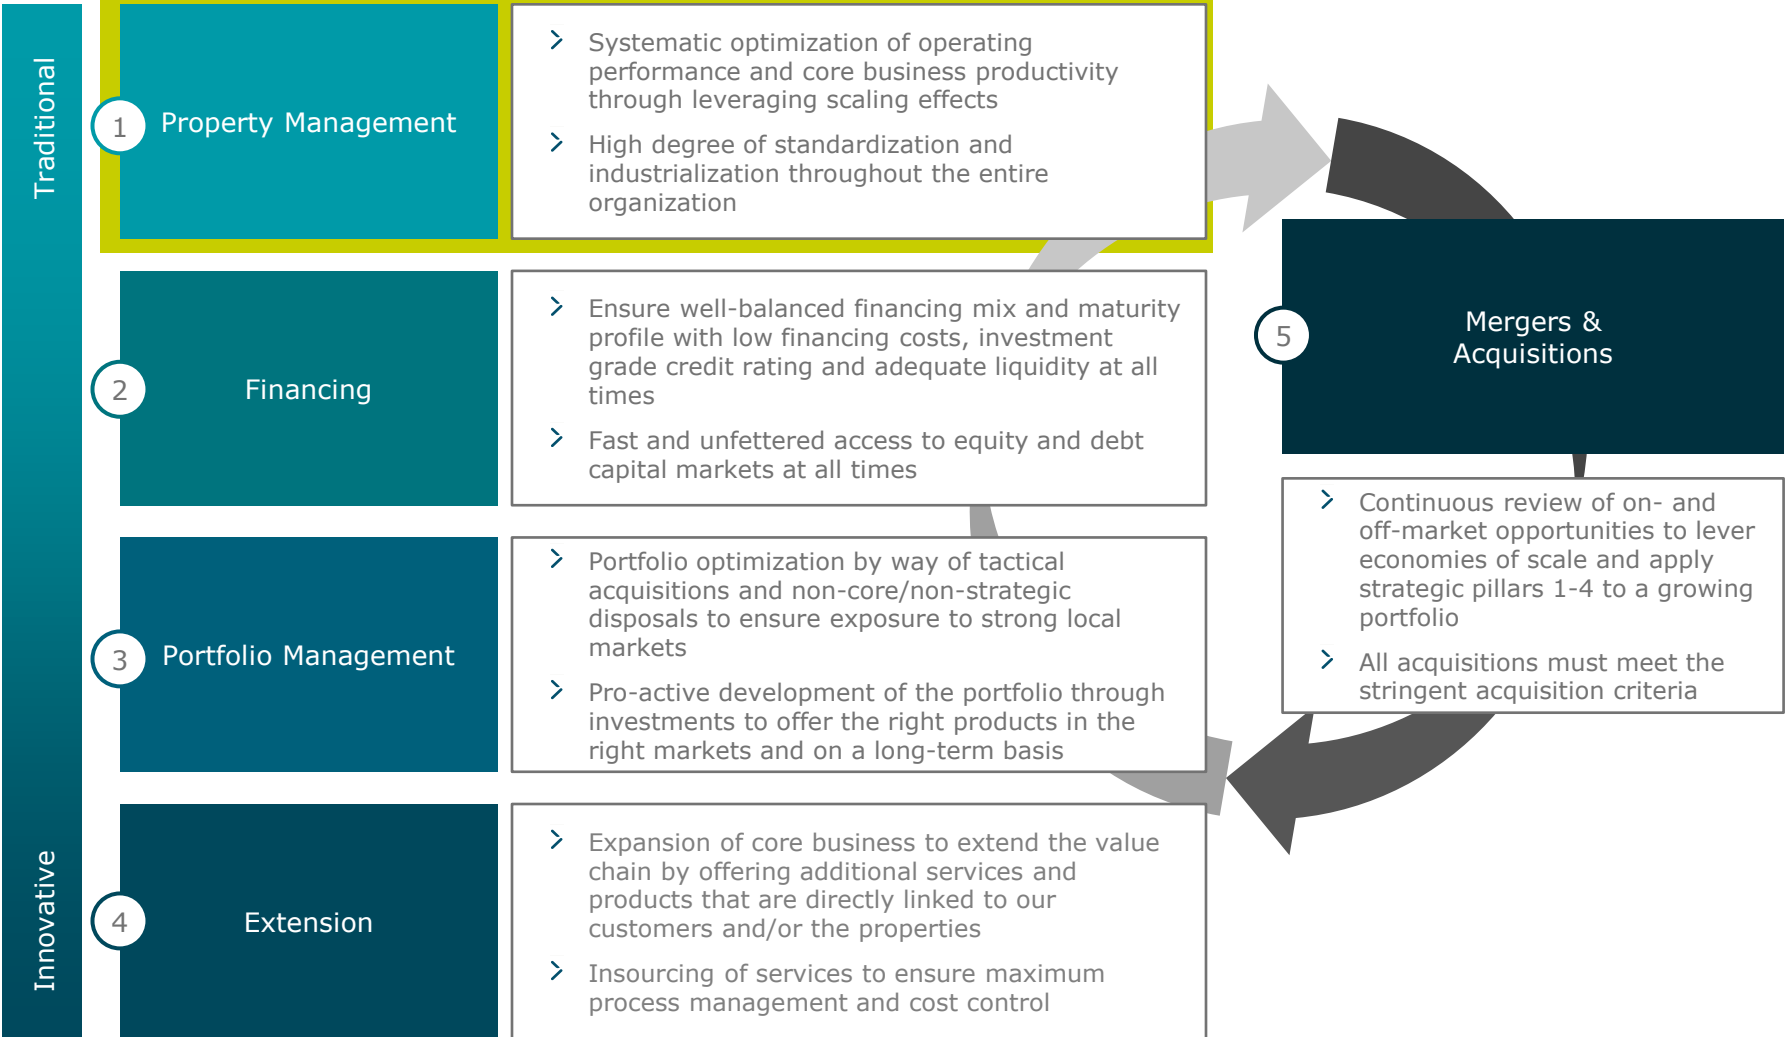 Traditional
Innovative
1
Property Management
Systematic optimization of operating
performance and core business productivity
through leveraging scaling effects
High degree of standardization and
industrialization throughout the entire
organization
2
Financing
Ensure well-balanced financing mix and maturity
profile with low financing costs, investment
grade credit rating and adequate liquidity at all
times
Fast and unfettered access to equity and debt
capital markets at all times
3
Portfolio Management
Portfolio optimization by way of tactical
acquisitions and non-core/non-strategic
disposals to ensure exposure to strong local
markets
Pro-active development of the portfolio through
investments to offer the right products in the
right markets and on a long-term basis
4
Extension
Expansion of core business to extend the value
chain by offering additional services and
products that are directly linked to our
customers and/or the properties
Insourcing of services to ensure maximum
process management and cost control
5
Mergers &
Acquisitions
Continuous review of on- and
off-market opportunities to lever
economies of scale and apply
strategic pillars 1-4 to a growing
portfolio
All acquisitions must meet the
stringent acquisition criteria